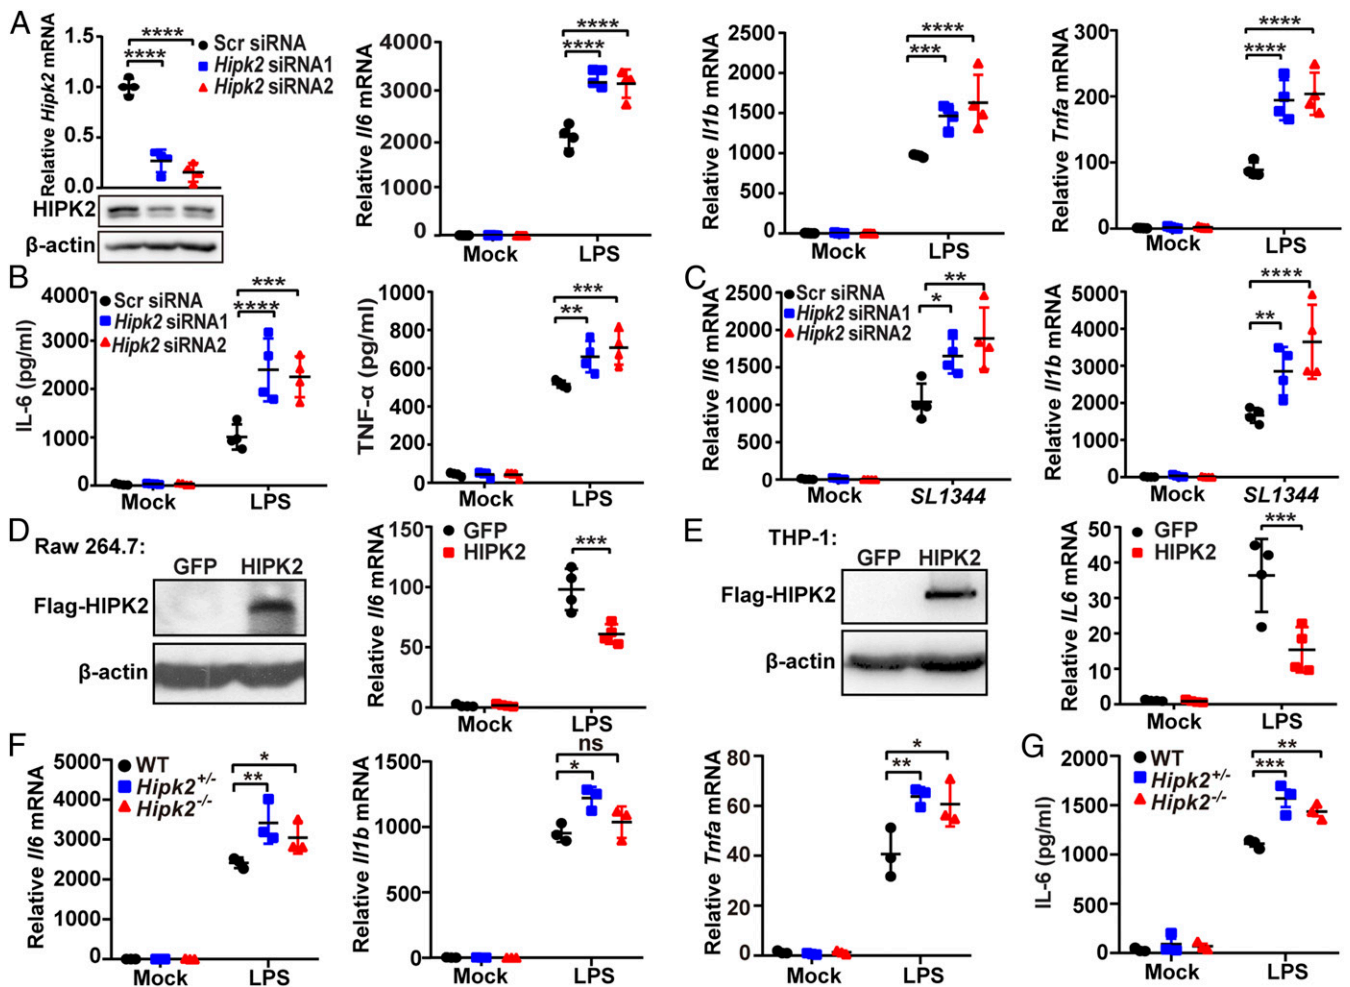 A
Relative Hipk2 mRNA
1.5
1.0
0.5
0.0
****
****
Scr siRNA
Hipk2 siRNA1
Hipk2 siRNA2
HIPK2
β-actin
Relative Il6 mRNA
4000
3000
2000
1000
0
****
****
Mock
LPS
Relative Il1b mRNA
2500
2000
1500
1000
500
0
****
***
Mock
LPS
Relative Tnfa mRNA
300
200
100
0
****
****
Mock
LPS
B
IL-6 (pg/ml)
4000
3000
2000
1000
0
Scr siRNA
Hipk2 siRNA1
Hipk2 siRNA2
***
****
Mock
LPS
TNF-α (pg/ml)
1000
800
600
400
200
0
***
**
Mock
LPS
C
Relative Il6 mRNA
2500
2000
1500
1000
500
0
Scr siRNA
Hipk2 siRNA1
Hipk2 siRNA2
**
*
Mock
SL1344
Relative Il1b mRNA
5000
4000
3000
2000
1000
0
****
**
Mock
SL1344
D
Raw 264.7:
GFP HIPK2
Flag-HIPK2
β-actin
Relative Il6 mRNA
150
100
50
0
GFP
HIPK2
***
Mock
LPS
E
THP-1:
GFP HIPK2
Flag-HIPK2
β-actin
Relative IL6 mRNA
50
40
30
20
10
0
GFP
HIPK2
***
Mock
LPS
F
Relative Il6 mRNA
5000
4000
3000
2000
1000
0
WT
Hipk2+/-
Hipk2-/-
*
**
Mock
LPS
Relative Il1b mRNA
1500
1000
500
0
ns
*
Mock
LPS
Relative Tnfa mRNA
80
60
40
20
0
*
**
Mock
LPS
G
IL-6 (pg/ml)
2000
1500
1000
500
0
WT
Hipk2+/-
Hipk2-/-
**
***
Mock
LPS